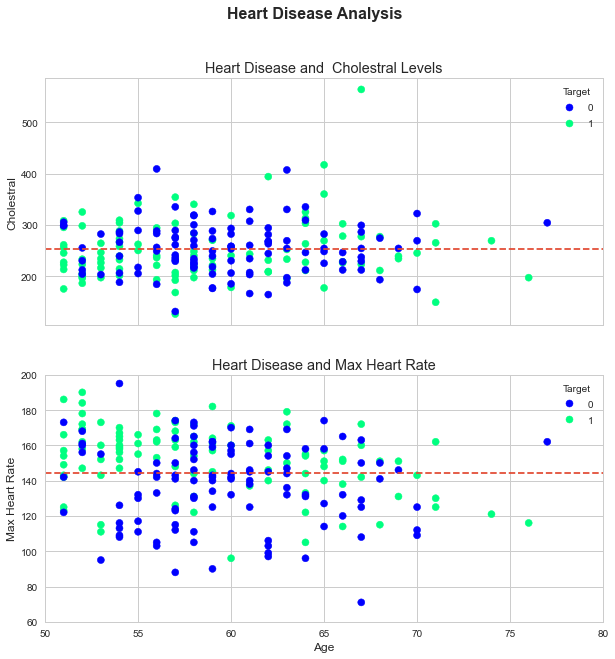 Heart Disease Analysis
Heart Disease and  Cholestral Levels
Target
0
1
500
400
300
200
Cholestral
Heart Disease and Max Heart Rate
Target
0
1
200
180
160
140
120
100
80
60
Max Heart Rate
50 55 60 65 70 75 80
Age